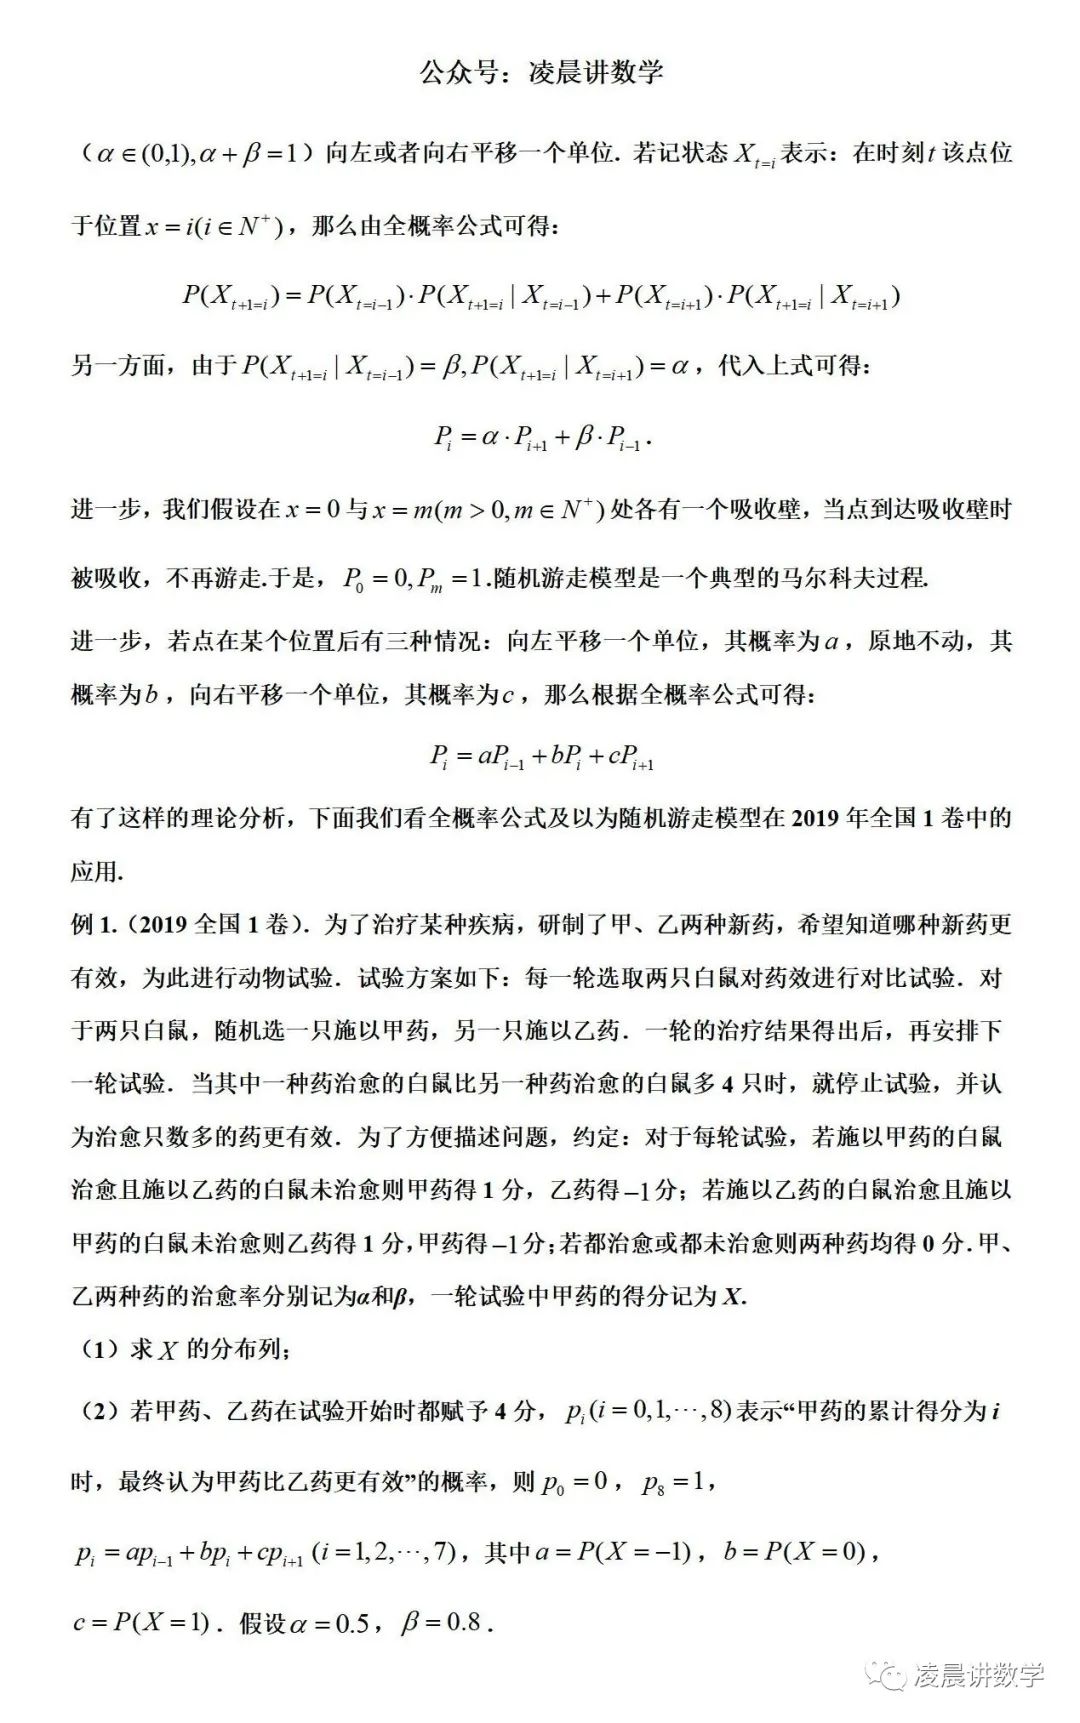 公众号：凌晨讲数学
（α∈(0,1),α+β=1）向左或者向右平移一个单位. 若记状态 X_{t=i} 表示：在时刻 t 该点位
于位置 x=i(i∈N⁺)，那么由全概率公式可得：
P(X_{t+1=i})=P(X_{t=i−1})·P(X_{t+1=i}|X_{t=i−1})+P(X_{t=i+1})·P(X_{t+1=i}|X_{t=i+1})
另一方面，由于 P(X_{t+1=i}|X_{t=i−1})=β,P(X_{t+1=i}|X_{t=i+1})=α，代入上式可得：
P_i=α·P_{i+1}+β·P_{i−1}.
进一步，我们假设在 x=0 与 x=m(m>0,m∈N⁺) 处各有一个吸收壁，当点到达吸收壁时
被吸收，不再游走.于是，P_0=0,P_m=1.随机游走模型是一个典型的马尔科夫过程.
进一步，若点在某个位置后有三种情况：向左平移一个单位，其概率为 a，原地不动，其
概率为 b，向右平移一个单位，其概率为 c，那么根据全概率公式可得：
P_i=aP_{i−1}+bP_i+cP_{i+1}
有了这样的理论分析，下面我们看全概率公式及以为随机游走模型在 2019 年全国 1 卷中的
应用.
例 1.（2019 全国 1 卷）. 为了治疗某种疾病，研制了甲、乙两种新药，希望知道哪种新药更
有效，为此进行动物试验．试验方案如下：每一轮选取两只白鼠对药效进行对比试验．对
于两只白鼠，随机选一只施以甲药，另一只施以乙药．一轮的治疗结果得出后，再安排下
一轮试验．当其中一种药治愈的白鼠比另一种药治愈的白鼠多 4 只时，就停止试验，并认
为治愈只数多的药更有效．为了方便描述问题，约定：对于每轮试验，若施以甲药的白鼠
治愈且施以乙药的白鼠未治愈则甲药得 1 分，乙药得 −1 分；若施以乙药的白鼠治愈且施以
甲药的白鼠未治愈则乙药得 1 分，甲药得 −1 分；若都治愈或都未治愈则两种药均得 0 分．甲、
乙两种药的治愈率分别记为α和β，一轮试验中甲药的得分记为 X.
（1）求 X 的分布列；
（2）若甲药、乙药在试验开始时都赋予 4 分，p_i(i=0,1,⋯,8) 表示“甲药的累计得分为 i
时，最终认为甲药比乙药更有效”的概率，则 p_0=0，p_8=1，
p_i=ap_{i−1}+bp_i+cp_{i+1} (i=1,2,⋯,7)，其中 a=P(X=−1)，b=P(X=0)，
c=P(X=1)．假设 α=0.5，β=0.8．
凌晨讲数学